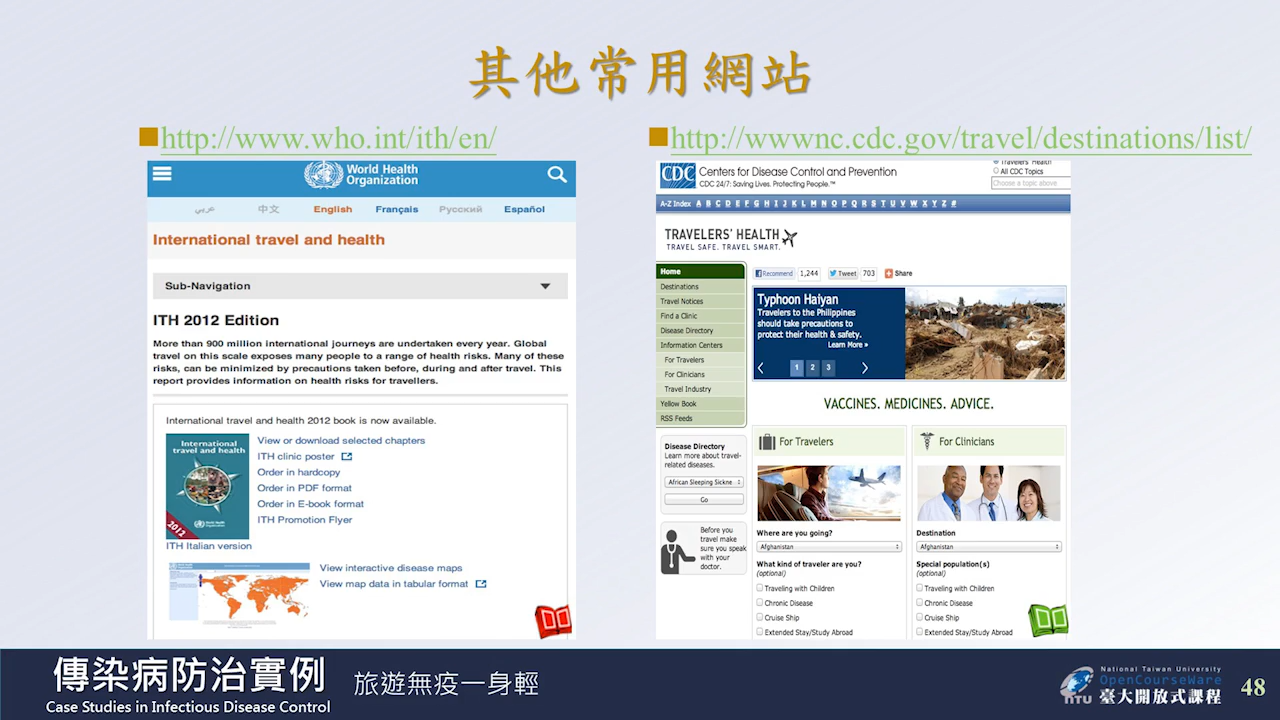 其他常用網站
http://www.who.int/ith/en/
World Health
Organization
عربي 中文 English Français Русский Español
International travel and health
Sub-Navigation
ITH 2012 Edition
More than 900 million international journeys are undertaken every year. Global
travel on this scale exposes many people to a range of health risks. Many of these
risks, can be minimized by precautions taken before, during and after travel. This
report provides information on health risks for travellers.
International travel and health 2012 book is now available.
International
travel and health
2012
World Health
Organization
View or download selected chapters
ITH clinic poster
Order in hardcopy
Order in PDF format
Order in E-book format
ITH Promotion Flyer
ITH Italian version
View interactive disease maps
View map data in tabular format
http://wwwnc.cdc.gov/travel/destinations/list/
CDC
Centers for Disease Control and Prevention
CDC 24/7: Saving Lives. Protecting People.™
Travelers' Health
All CDC Topics
Choose a topic above
A-Z Index A B C D E F G H I J K L M N O P Q R S T U V W X Y Z #
TRAVELERS' HEALTH
TRAVEL SAFE. TRAVEL SMART.
Home
Destinations
Travel Notices
Find a Clinic
Disease Directory
Information Centers
For Travelers
For Clinicians
Travel Industry
Yellow Book
RSS Feeds
Disease Directory
Learn more about travel-
related diseases.
African Sleeping Sickne
Go
Before you
travel make
sure you speak
with your
doctor.
Recommend 1,244 Tweet 703 Share
Typhoon Haiyan
Travelers to the Philippines
should take precautions to
protect their health & safety.
Learn More »
1 2 3
VACCINES. MEDICINES. ADVICE.
For Travelers
Where are you going?
Afghanistan
What kind of traveler are you?
(optional)
Traveling with Children
Chronic Disease
Cruise Ship
Extended Stay/Study Abroad
For Clinicians
Destination
Afghanistan
Special population(s)
(optional)
Traveling with Children
Chronic Disease
Cruise Ship
Extended Stay/Study Abroad
傳染病防治實例 旅遊無疫一身輕
Case Studies in Infectious Disease Control
National Taiwan University
OpenCourseWare
NTU 臺大開放式課程
48